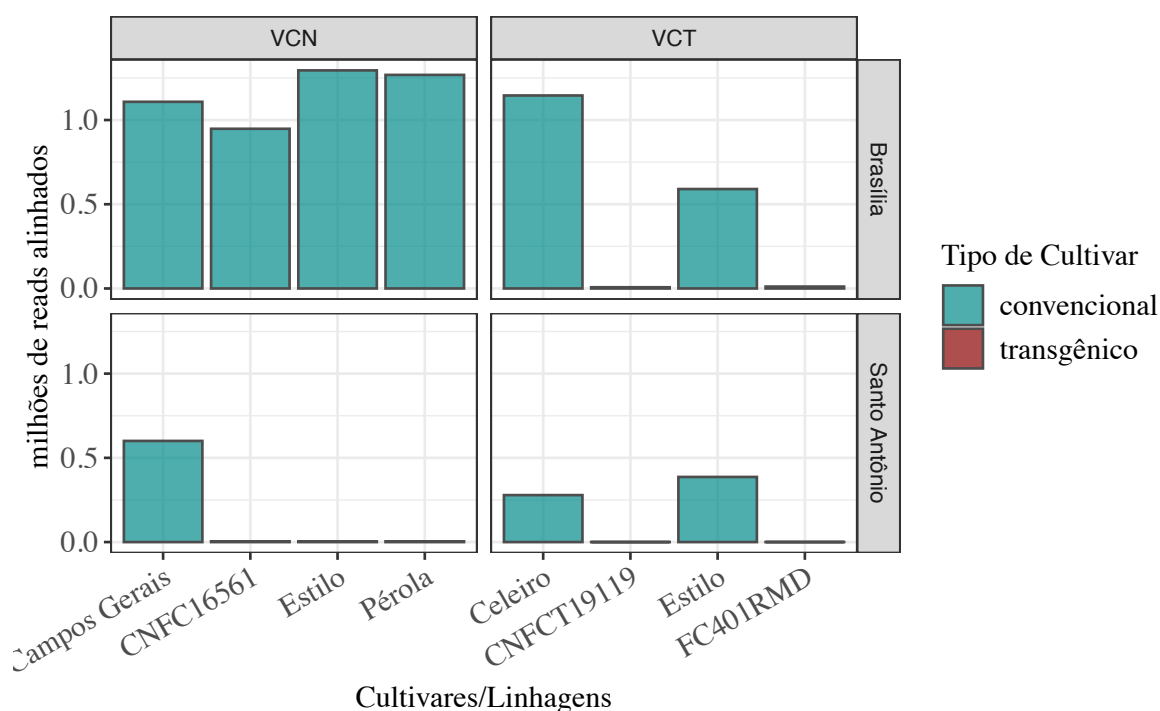 VCN
VCT
milhões de reads alinhados
1.0
0.5
0.0
Brasília
1.0
0.5
0.0
Santo Antônio
Campos Gerais
CNFC16561
Estilo
Pérola
Celeiro
CNFCT19119
Estilo
FC401RMD
Cultivares/Linhagens
Tipo de Cultivar
convencional
transgênico